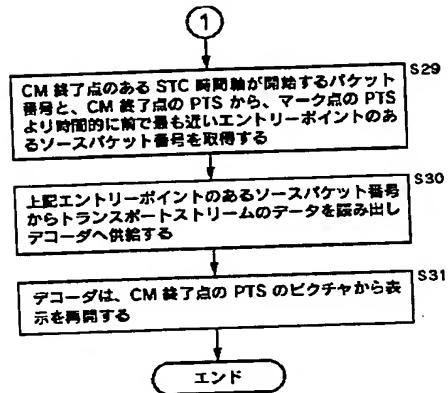 1
S29
CM 終了点のある STC 時間軸が開始するパケット
番号と、CM 終了点の PTS から、マーク点の PTS
より時間的に前で最も近いエントリーポイントのあ
るソースパケット番号を取得する
S30
上記エントリーポイントのあるソースパケット番号
からトランスポートストリームのデータを読み出し
デコーダへ供給する
S31
デコーダは、CM 終了点の PTS のピクチャから表
示を再開する
エンド